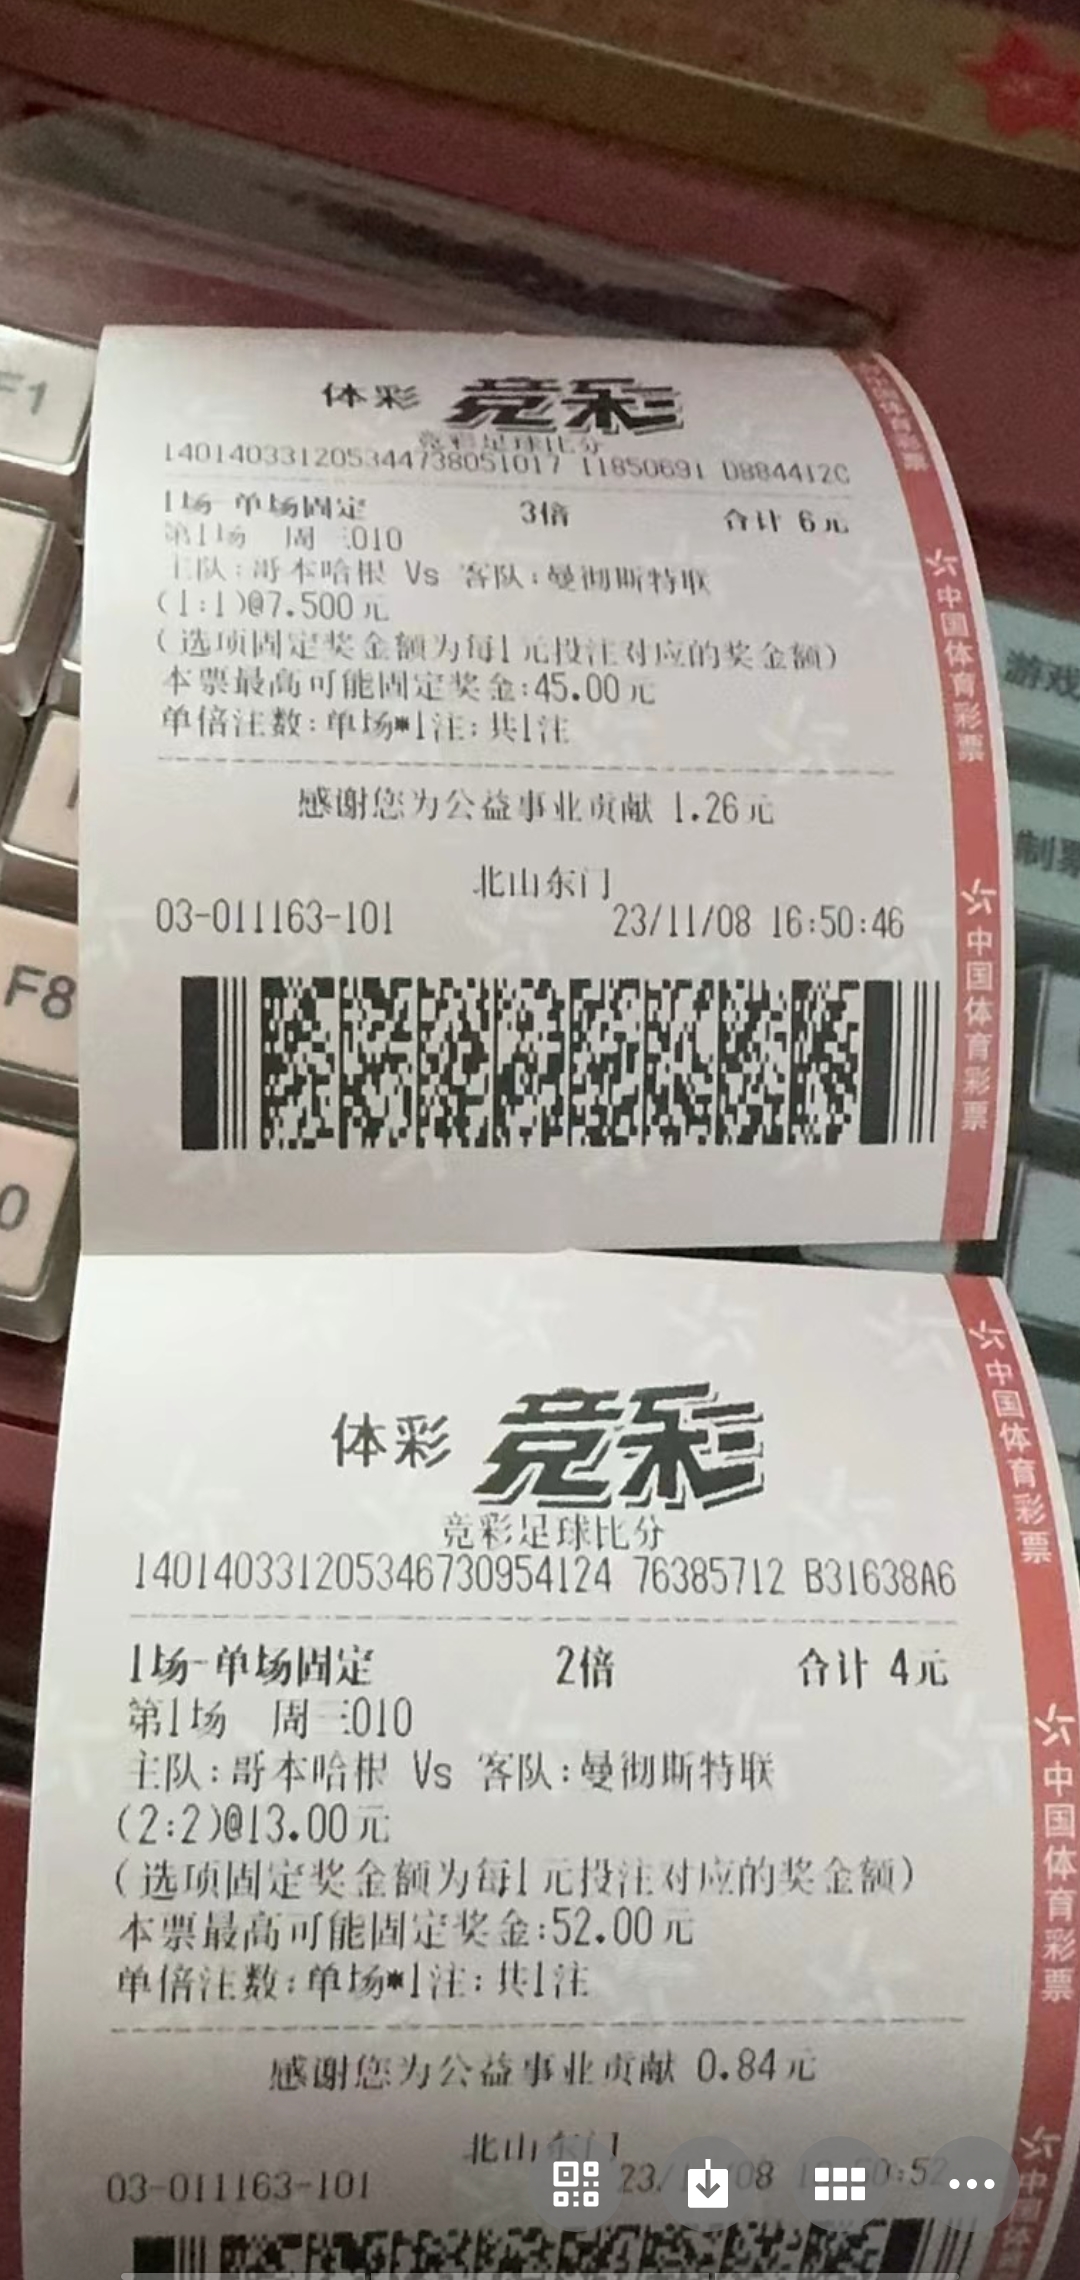 F1
体彩 竞彩
竞彩足球比分
140140331205344738051017 11850691 D884412C
1场-单场固定 3倍 合计 6元
第1场 周三010
主队:哥本哈根 Vs 客队:曼彻斯特联
(1:1)@7.500元
(选项固定奖金额为每1元投注对应的奖金额)
本票最高可能固定奖金:45.00元
单倍注数:单场*1注;共1注
感谢您为公益事业贡献 1.26元
北山东门
03-011163-101 23/11/08 16:50:46
中国体育彩票
中国体育彩票
中国体育彩票
游戏
F8
0
体彩 竞彩
竞彩足球比分
140140331205346730954124 76385712 B31638A6
1场-单场固定 2倍 合计 4元
第1场 周三010
主队:哥本哈根 Vs 客队:曼彻斯特联
(2:2)@13.00元
(选项固定奖金额为每1元投注对应的奖金额)
本票最高可能固定奖金:52.00元
单倍注数:单场*1注;共1注
感谢您为公益事业贡献 0.84元
北山东门
03-011163-101
中国体育彩票
中国体育彩票